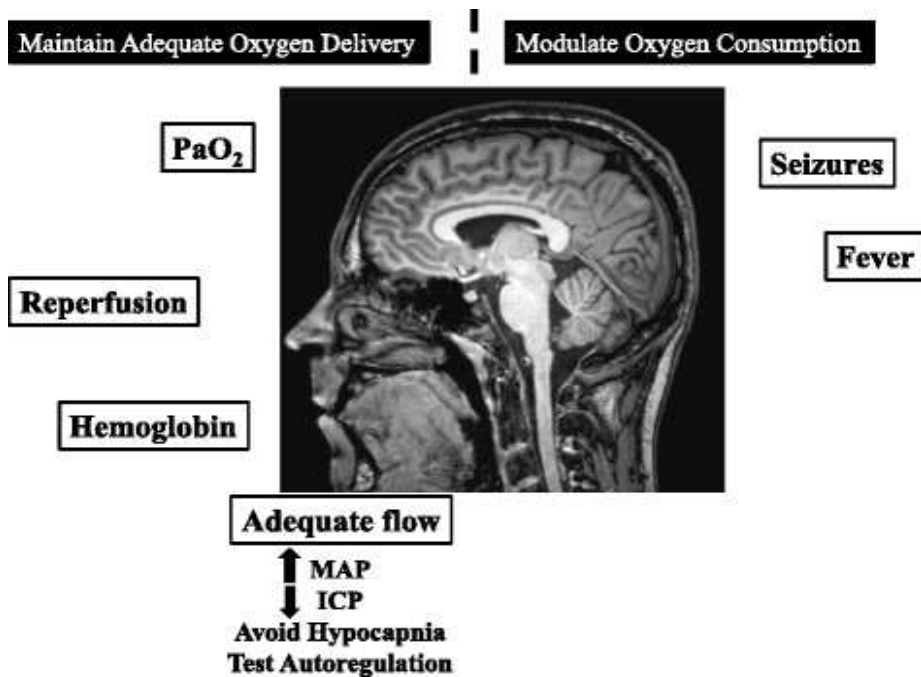 Maintain Adequate Oxygen Delivery
Modulate Oxygen Consumption
PaO₂
Seizures
Fever
Reperfusion
Hemoglobin
Adequate flow
MAP
ICP
Avoid Hypocapnia
Test Autoregulation